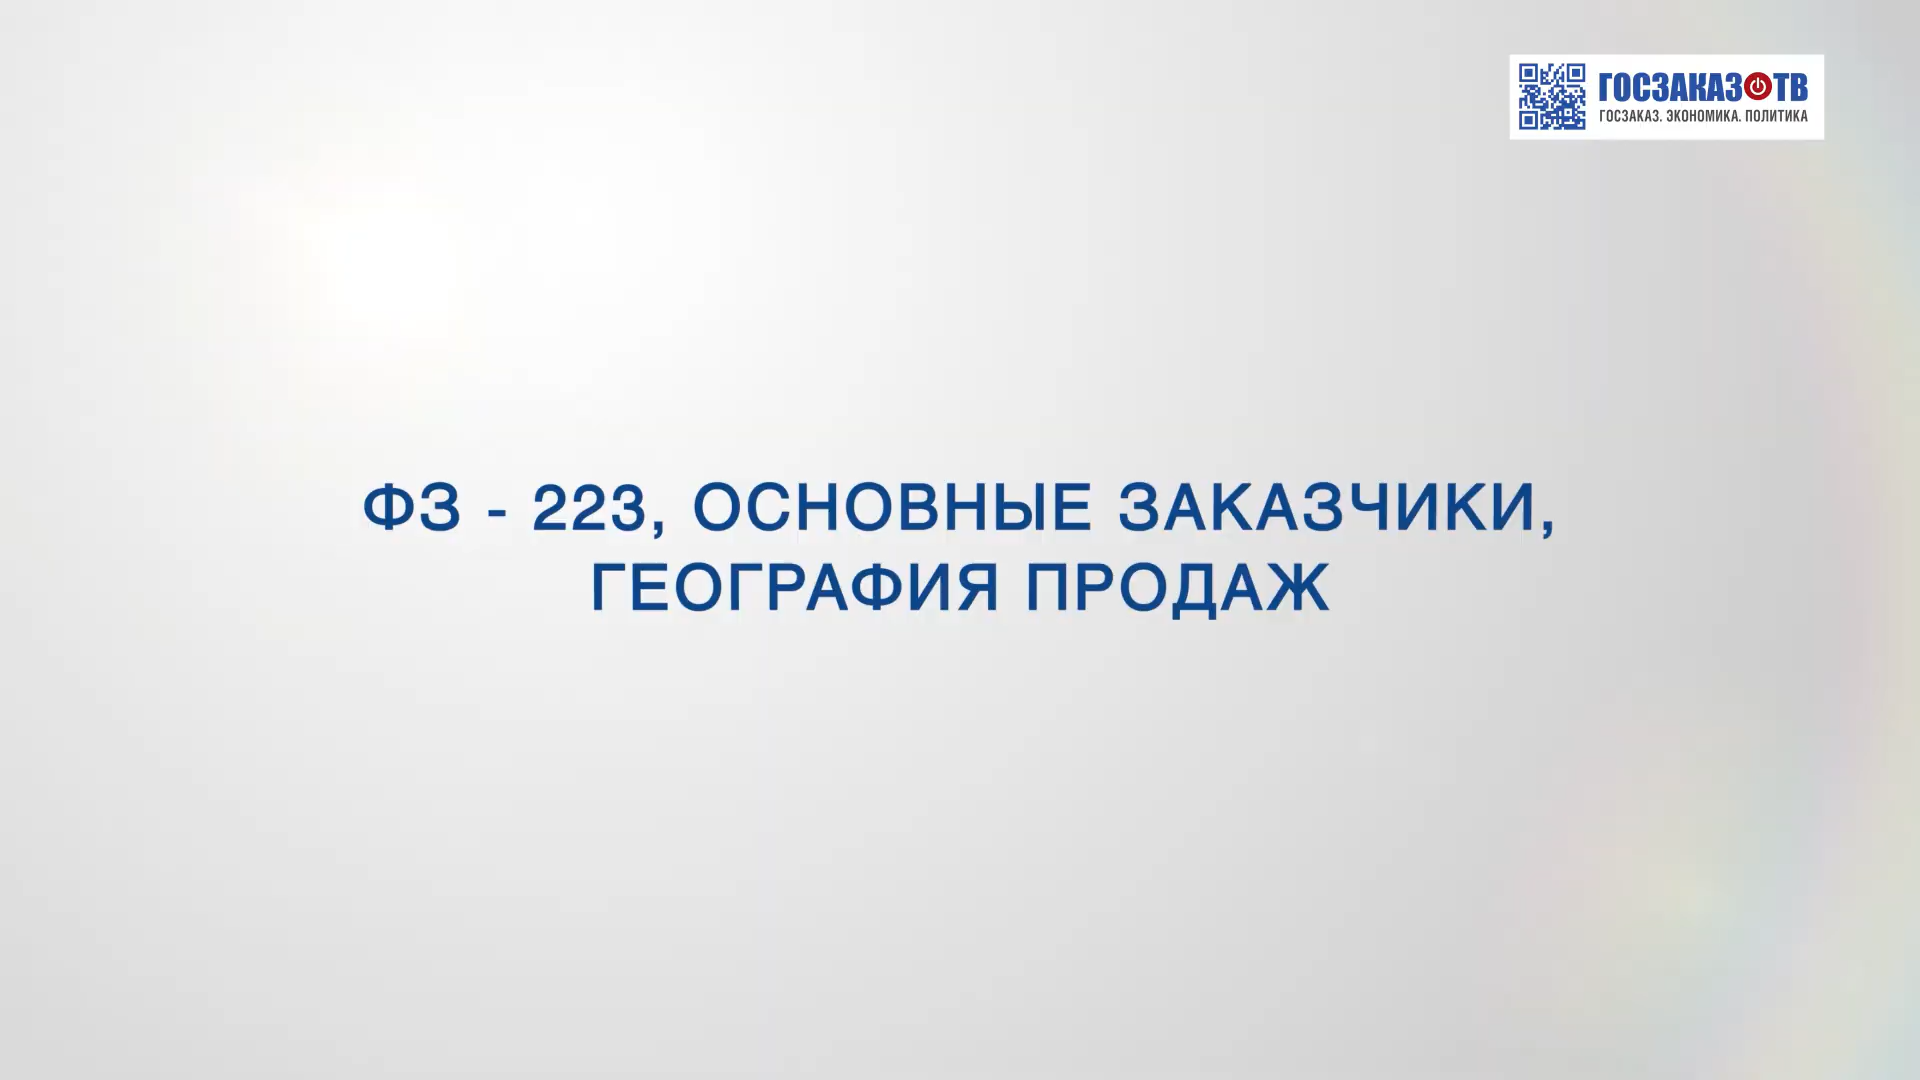 ГОСЗАКАЗ ТВ
ГОСЗАКАЗ. ЭКОНОМИКА. ПОЛИТИКА
ФЗ - 223, ОСНОВНЫЕ ЗАКАЗЧИКИ,
ГЕОГРАФИЯ ПРОДАЖ